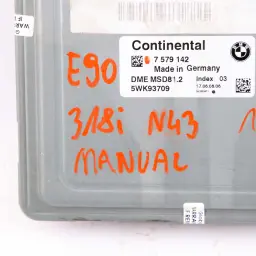 Continental
7 579 142
Made in Germany
DME MSD81.2
Index 03
5WK93709
E90
318i N43
MANUAL